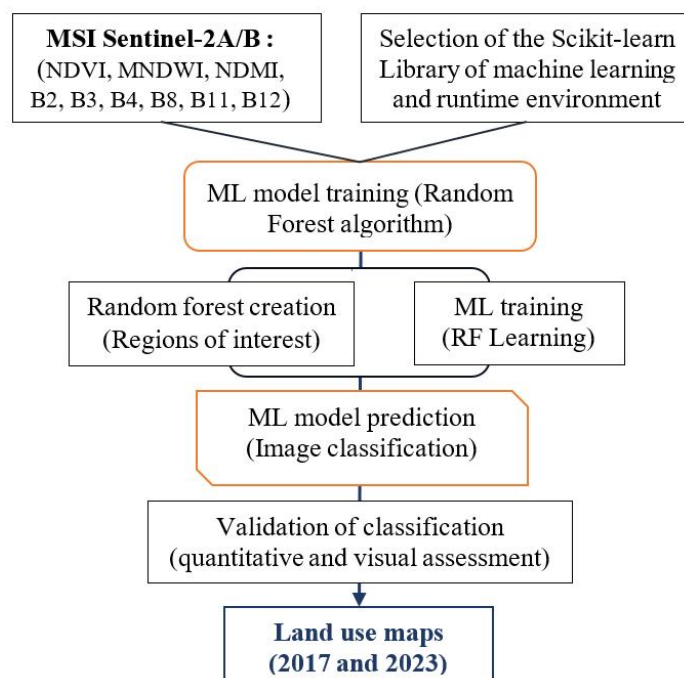 MSI Sentinel-2A/B :
(NDVI, MNDWI, NDMI,
B2, B3, B4, B8, B11, B12)
Selection of the Scikit-learn
Library of machine learning
and runtime environment
ML model training (Random
Forest algorithm)
Random forest creation
(Regions of interest)
ML training
(RF Learning)
ML model prediction
(Image classification)
Validation of classification
(quantitative and visual assessment)
Land use maps
(2017 and 2023)